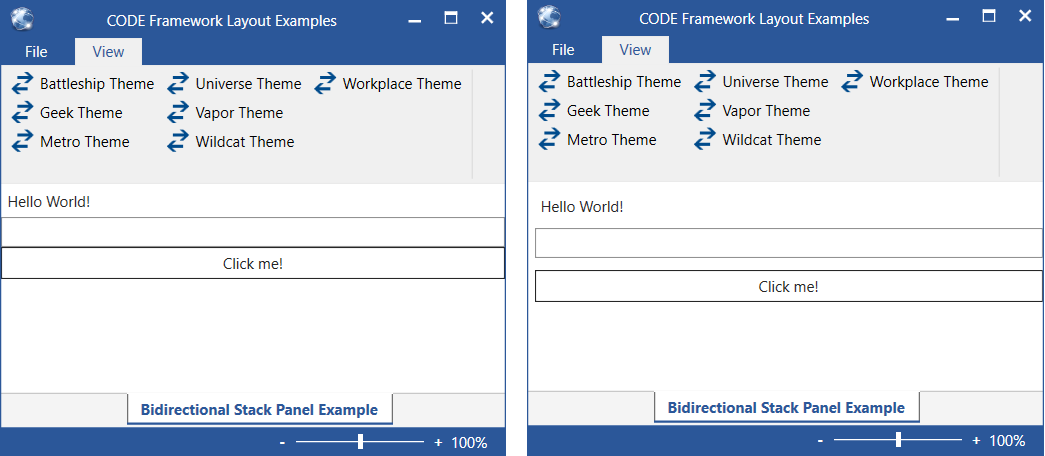 CODE Framework Layout Examples
File View
Battleship Theme Universe Theme Workplace Theme
Geek Theme Vapor Theme
Metro Theme Wildcat Theme
Hello World!
Click me!
Bidirectional Stack Panel Example
- + 100%
CODE Framework Layout Examples
File View
Battleship Theme Universe Theme Workplace Theme
Geek Theme Vapor Theme
Metro Theme Wildcat Theme
Hello World!
Click me!
Bidirectional Stack Panel Example
- + 100%